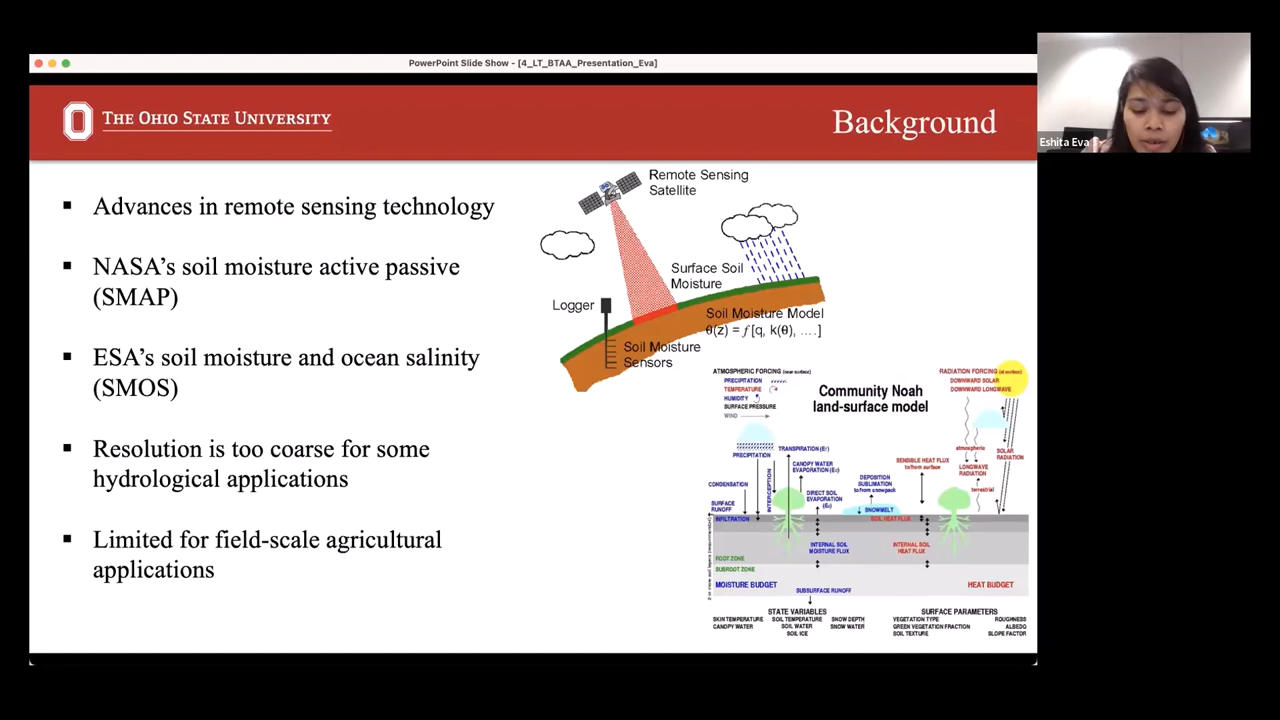 PowerPoint Slide Show - [4_LT_BTAA_Presentation_Eva]
THE OHIO STATE UNIVERSITY
Background
Eshita Eva
▪ Advances in remote sensing technology
▪ NASA’s soil moisture active passive
(SMAP)
▪ ESA’s soil moisture and ocean salinity
(SMOS)
▪ Resolution is too coarse for some
hydrological applications
▪ Limited for field-scale agricultural
applications
Remote Sensing
Satellite
Surface Soil
Moisture
Logger
Soil Moisture Model
θ(z) = f [q, k(θ), ....]
Soil Moisture
Sensors
ATMOSPHERIC FORCING (near surface)
PRECIPITATION
TEMPERATURE
HUMIDITY
SURFACE PRESSURE
WIND
Community Noah
land-surface model
RADIATION FORCING (at surface)
DOWNWARD SOLAR
DOWNWARD LONGWAVE
PRECIPITATION
TRANSPIRATION
CANOPY WATER
EVAPORATION
CONDENSATION
INTERCEPTION
DIRECT SOIL
EVAPORATION
DEPOSITION
SUBLIMATION
to/from snowpack
SENSIBLE HEAT FLUX
to/from surface
atmospheric
LONGWAVE
RADIATION
terrestrial
SOLAR
RADIATION
SURFACE
RUNOFF
INFILTRATION
SNOWMELT
SOIL HEAT FLUX
INTERNAL SOIL
MOISTURE FLUX
INTERNAL SOIL
HEAT FLUX
ROOT ZONE
SUBROOT ZONE
MOISTURE BUDGET
HEAT BUDGET
SUBSURFACE RUNOFF
STATE VARIABLES
SKIN TEMPERATURE
CANOPY WATER
SOIL TEMPERATURE
SOIL WATER
SOIL ICE
SNOW DEPTH
SNOW WATER
SURFACE PARAMETERS
VEGETATION TYPE
GREEN VEGETATION FRACTION
SOIL TEXTURE
ROUGHNESS
ALBEDO
SLOPE FACTOR